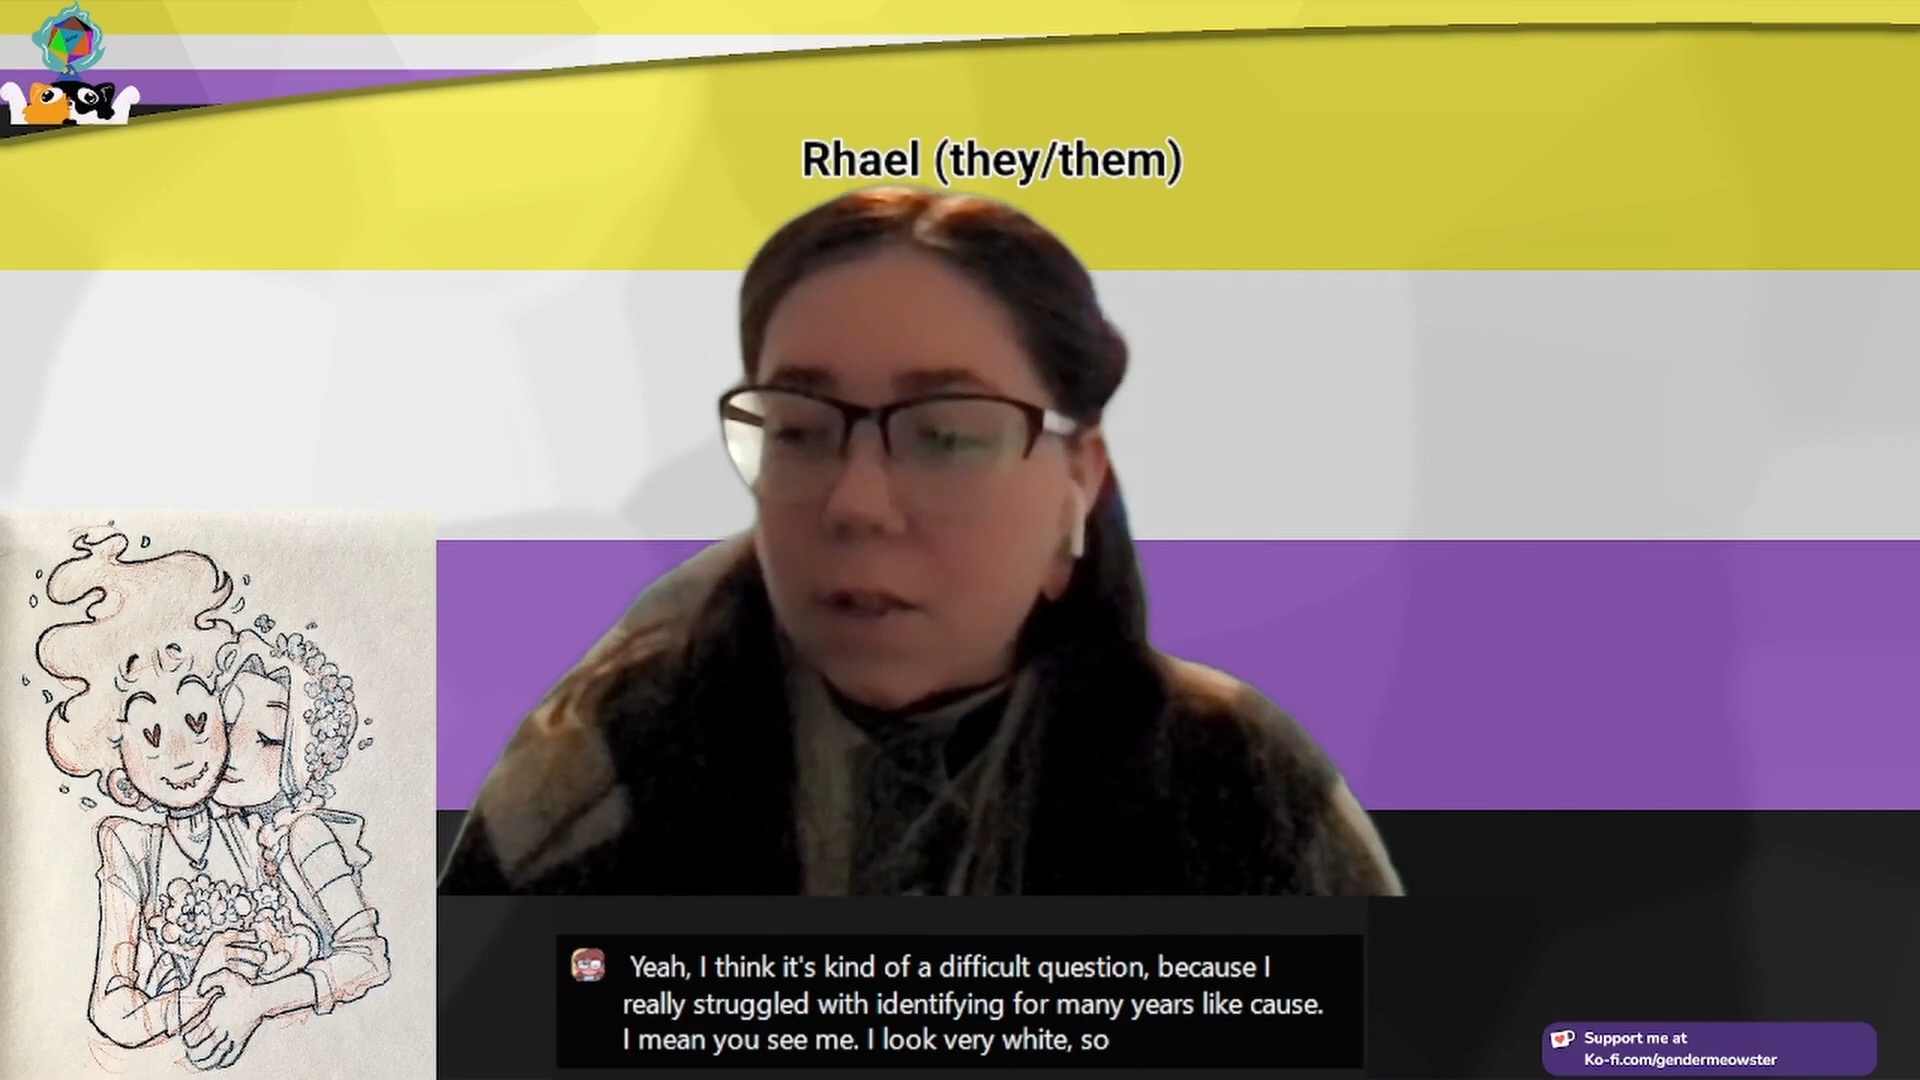 Rhael (they/them)
Yeah, I think it's kind of a difficult question, because I
really struggled with identifying for many years like cause.
I mean you see me. I look very white, so
Support me at
Ko-fi.com/gendermeowster